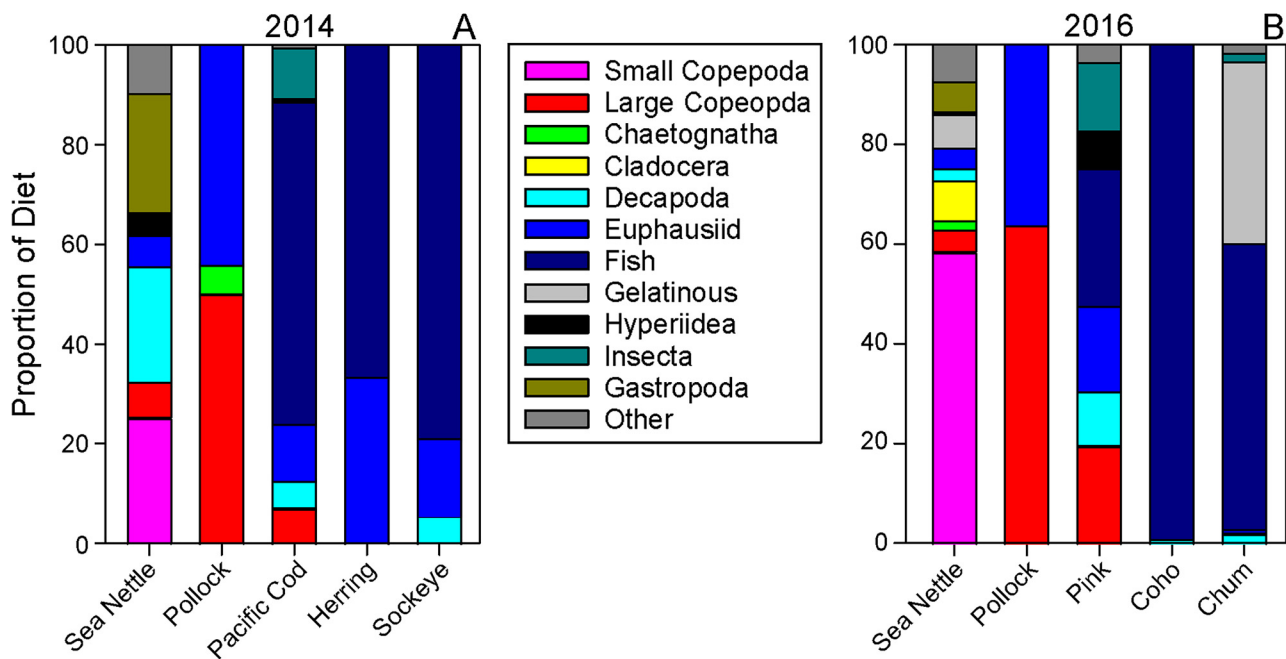 2014
A
Proportion of Diet
100
80
60
40
20
0
Sea Nettle
Pollock
Pacific Cod
Herring
Sockeye
Small Copepoda
Large Copeopda
Chaetognatha
Cladocera
Decapoda
Euphausiid
Fish
Gelatinous
Hyperiidea
Insecta
Gastropoda
Other
2016
B
100
80
60
40
20
0
Sea Nettle
Pollock
Pink
Coho
Chum